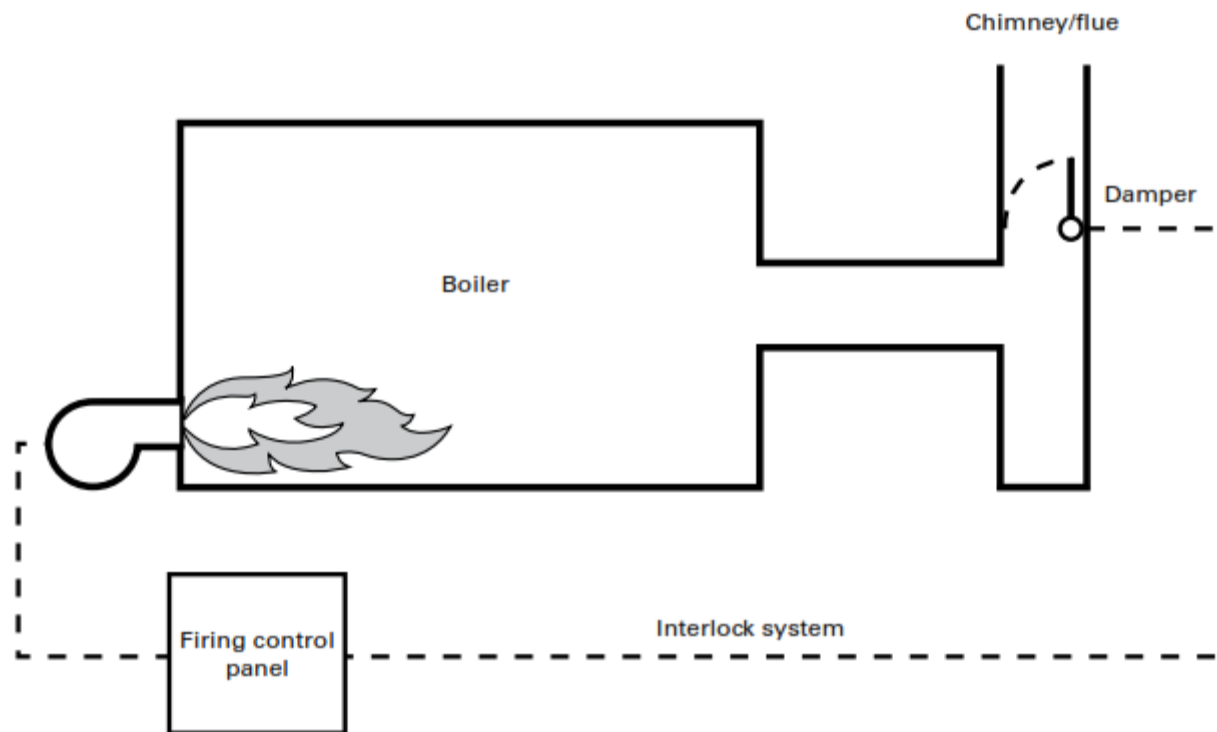 Chimney/flue
Damper
Boiler
Interlock system
Firing control
panel